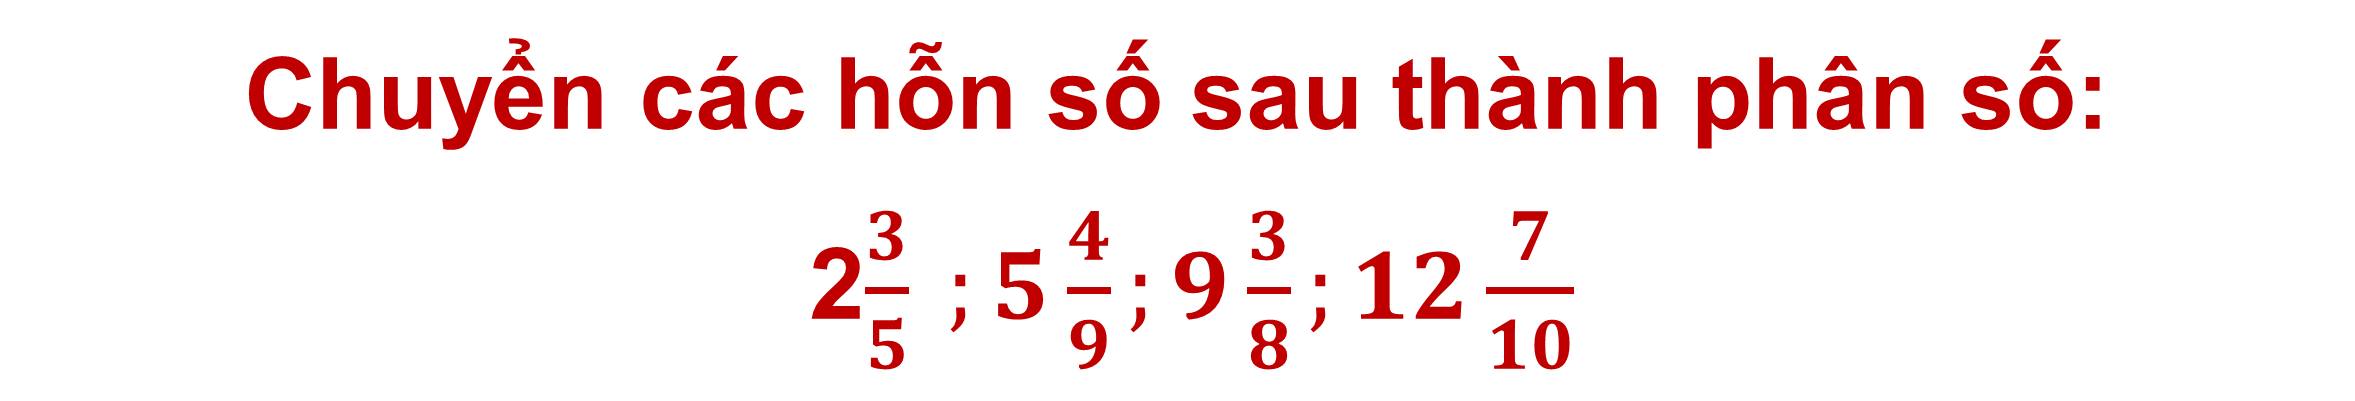 Chuyển các hỗn số sau thành phân số:
2 3/5 ; 5 4/9 ; 9 3/8 ; 12 7/10